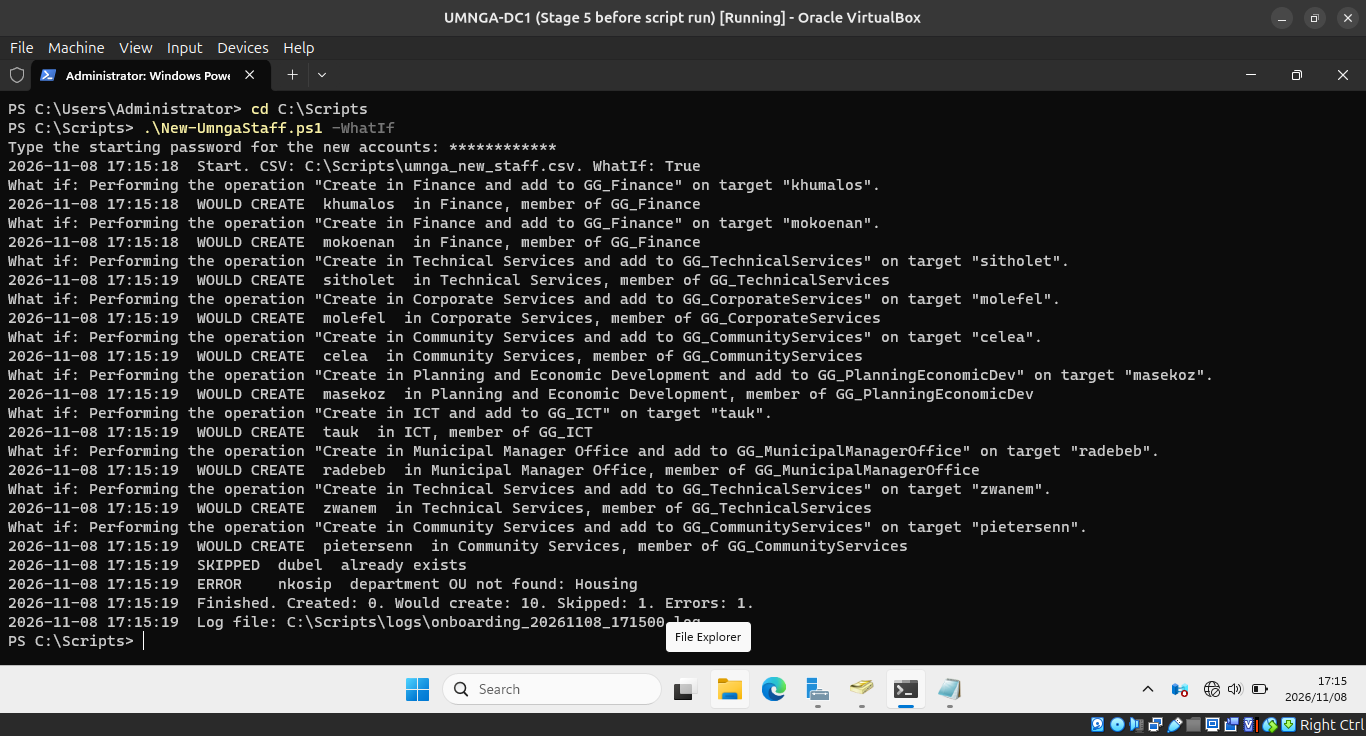 UMNGA-DC1 (Stage 5 before script run) [Running] - Oracle VirtualBox
File Machine View Input Devices Help
Administrator: Windows Powe
PS C:\Users\Administrator> cd C:\Scripts
PS C:\Scripts> .\New-UmngaStaff.ps1 -WhatIf
Type the starting password for the new accounts: ************
2026-11-08 17:15:18  Start. CSV: C:\Scripts\umnga_new_staff.csv. WhatIf: True
What if: Performing the operation "Create in Finance and add to GG_Finance" on target "khumalos".
2026-11-08 17:15:18  WOULD CREATE  khumalos  in Finance, member of GG_Finance
What if: Performing the operation "Create in Finance and add to GG_Finance" on target "mokoenan".
2026-11-08 17:15:18  WOULD CREATE  mokoenan  in Finance, member of GG_Finance
What if: Performing the operation "Create in Technical Services and add to GG_TechnicalServices" on target "sitholet".
2026-11-08 17:15:19  WOULD CREATE  sitholet  in Technical Services, member of GG_TechnicalServices
What if: Performing the operation "Create in Corporate Services and add to GG_CorporateServices" on target "molefel".
2026-11-08 17:15:19  WOULD CREATE  molefel  in Corporate Services, member of GG_CorporateServices
What if: Performing the operation "Create in Community Services and add to GG_CommunityServices" on target "celea".
2026-11-08 17:15:19  WOULD CREATE  celea  in Community Services, member of GG_CommunityServices
What if: Performing the operation "Create in Planning and Economic Development and add to GG_PlanningEconomicDev" on target "masekoz".
2026-11-08 17:15:19  WOULD CREATE  masekoz  in Planning and Economic Development, member of GG_PlanningEconomicDev
What if: Performing the operation "Create in ICT and add to GG_ICT" on target "tauk".
2026-11-08 17:15:19  WOULD CREATE  tauk  in ICT, member of GG_ICT
What if: Performing the operation "Create in Municipal Manager Office and add to GG_MunicipalManagerOffice" on target "radebeb".
2026-11-08 17:15:19  WOULD CREATE  radebeb  in Municipal Manager Office, member of GG_MunicipalManagerOffice
What if: Performing the operation "Create in Technical Services and add to GG_TechnicalServices" on target "zwanem".
2026-11-08 17:15:19  WOULD CREATE  zwanem  in Technical Services, member of GG_TechnicalServices
What if: Performing the operation "Create in Community Services and add to GG_CommunityServices" on target "pietersenn".
2026-11-08 17:15:19  WOULD CREATE  pietersenn  in Community Services, member of GG_CommunityServices
2026-11-08 17:15:19  SKIPPED  dubel  already exists
2026-11-08 17:15:19  ERROR    nkosip  department OU not found: Housing
2026-11-08 17:15:19  Finished. Created: 0. Would create: 10. Skipped: 1. Errors: 1.
2026-11-08 17:15:19  Log file: C:\Scripts\logs\onboarding_20261108_171500.log
PS C:\Scripts>
File Explorer
Search
17:15
2026/11/08
Right Ctrl